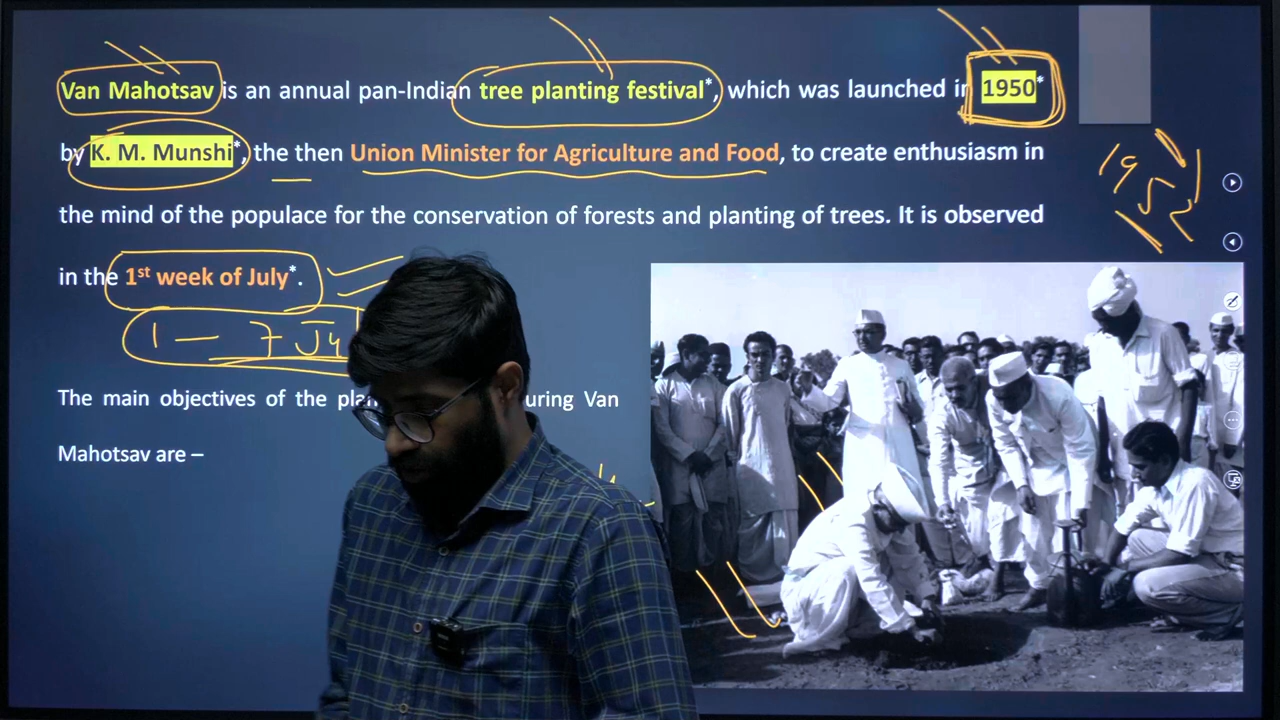 Van Mahotsav is an annual pan-Indian tree planting festival*, which was launched in 1950*
by K. M. Munshi*, the then Union Minister for Agriculture and Food, to create enthusiasm in
the mind of the populace for the conservation of forests and planting of trees. It is observed
in the 1st week of July*.
1 – 7
The main objectives of the uring Van
Mahotsav are –
195